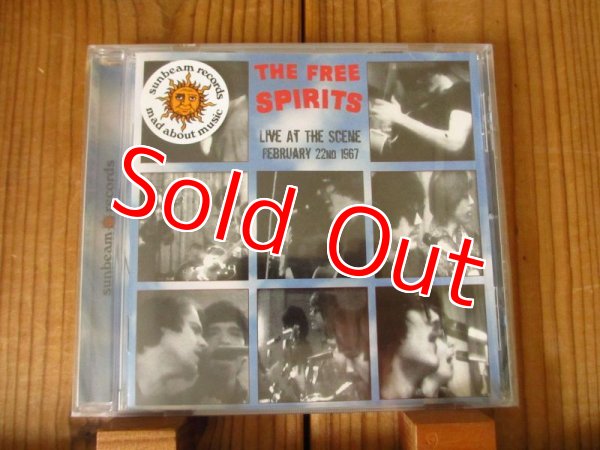 sunbeam records
mad about music
THE FREE
SPIRITS
LIVE AT THE SCENE
FEBRUARY 22ND 1967
sunbeam records
Sold Out